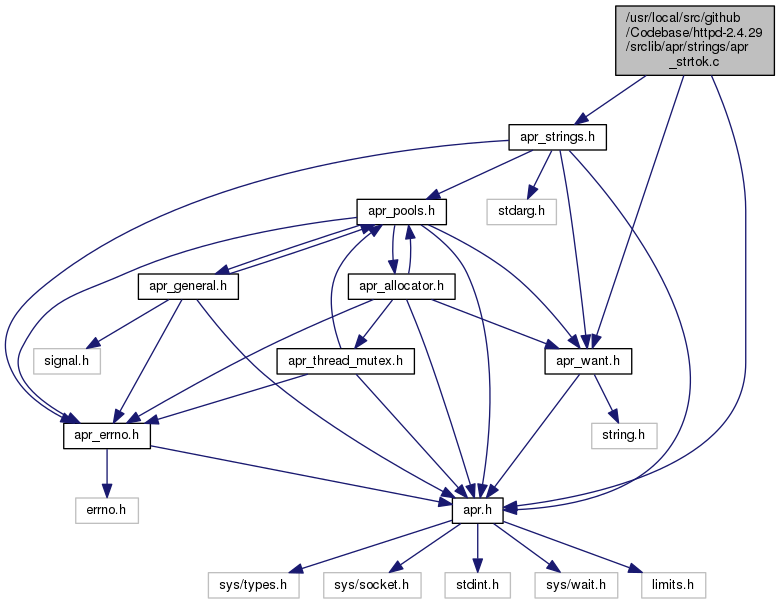 /usr/local/src/github
/Codebase/httpd-2.4.29
/srclib/apr/strings/apr
_strtok.c
apr_strings.h
apr_pools.h
stdarg.h
apr_general.h
apr_allocator.h
signal.h
apr_thread_mutex.h
apr_want.h
apr_errno.h
string.h
errno.h
apr.h
sys/types.h
sys/socket.h
stdint.h
sys/wait.h
limits.h